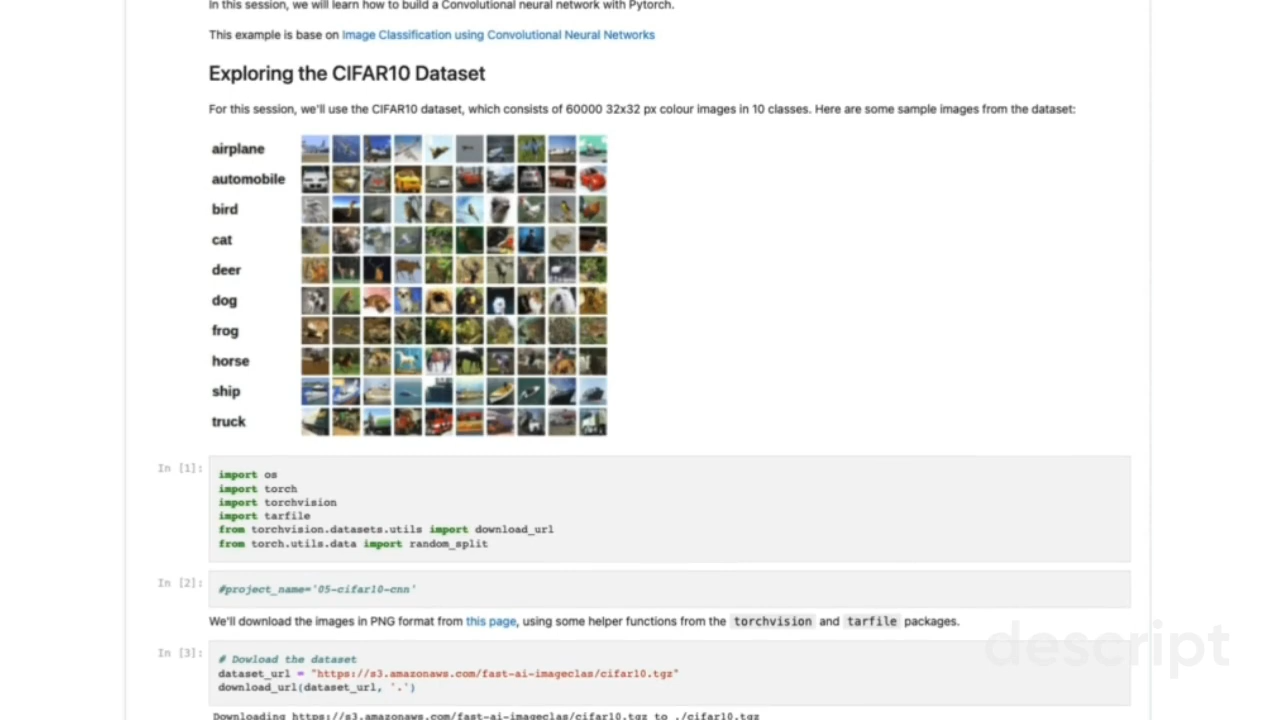 In this session, we will learn how to build a Convolutional neural network with Pytorch.
This example is base on Image Classification using Convolutional Neural Networks
Exploring the CIFAR10 Dataset
For this session, we'll use the CIFAR10 dataset, which consists of 60000 32x32 px colour images in 10 classes. Here are some sample images from the dataset:
airplane
automobile
bird
cat
deer
dog
frog
horse
ship
truck
In [1]:
import os
import torch
import torchvision
import tarfile
from torchvision.datasets.utils import download_url
from torch.utils.data import random_split
In [2]:
#project_name='05-cifar10-cnn'
We'll download the images in PNG format from this page, using some helper functions from the torchvision and tarfile packages.
In [3]:
# Dowload the dataset
dataset_url = "https://s3.amazonaws.com/fast-ai-imageclas/cifar10.tgz"
download_url(dataset_url, '.')
Downloading https://s3.amazonaws.com/fast-ai-imageclas/cifar10.tgz to ./cifar10.tgz
descript